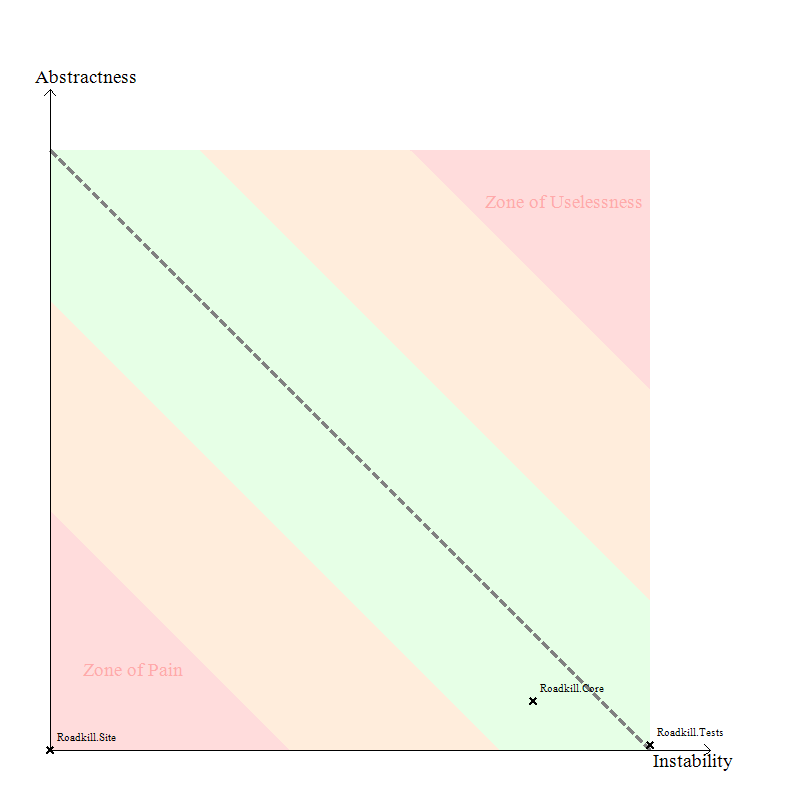 Abstractness
Zone of Uselessness
Zone of Pain
Roadkill.Core
Roadkill.Site
Roadkill.Tests
Instability